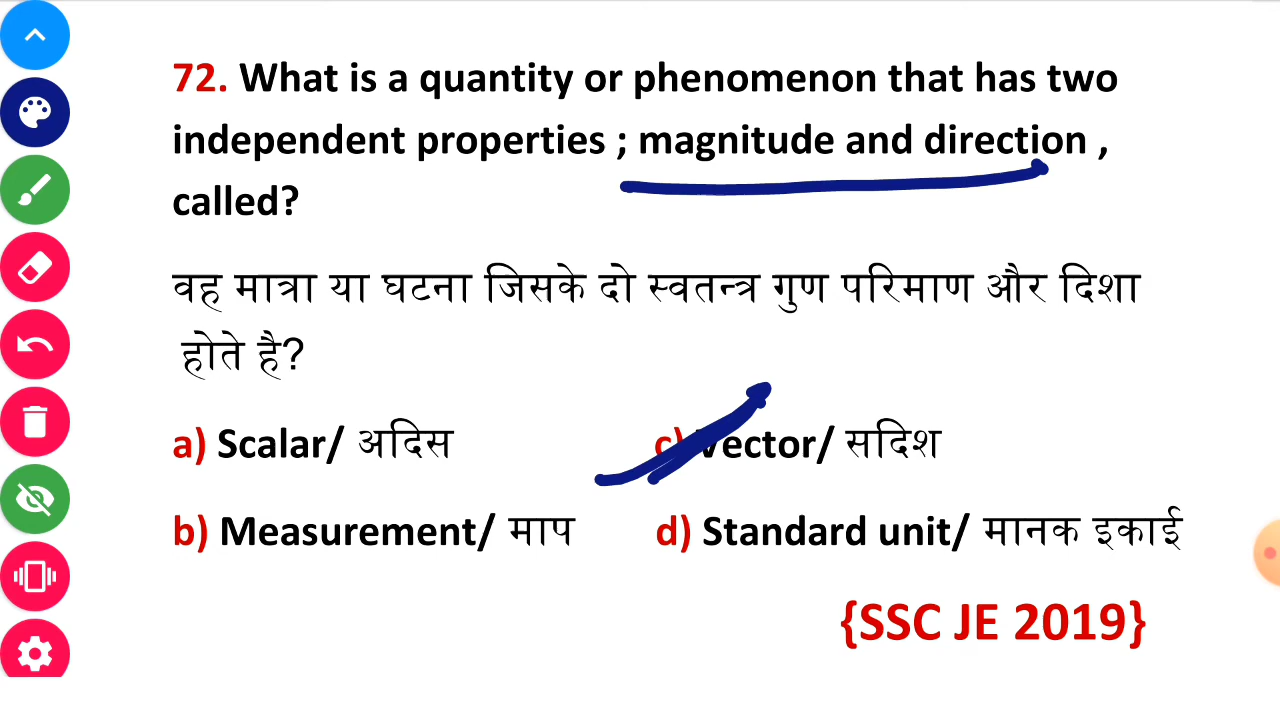 72. What is a quantity or phenomenon that has two
independent properties ; magnitude and direction ,
called?
वह मात्रा या घटना जिसके दो स्वतन्त्र गुण परिमाण और दिशा
होते है?
a) Scalar/ अदिस
c) Vector/ सदिश
b) Measurement/ माप
d) Standard unit/ मानक इकाई
{SSC JE 2019}